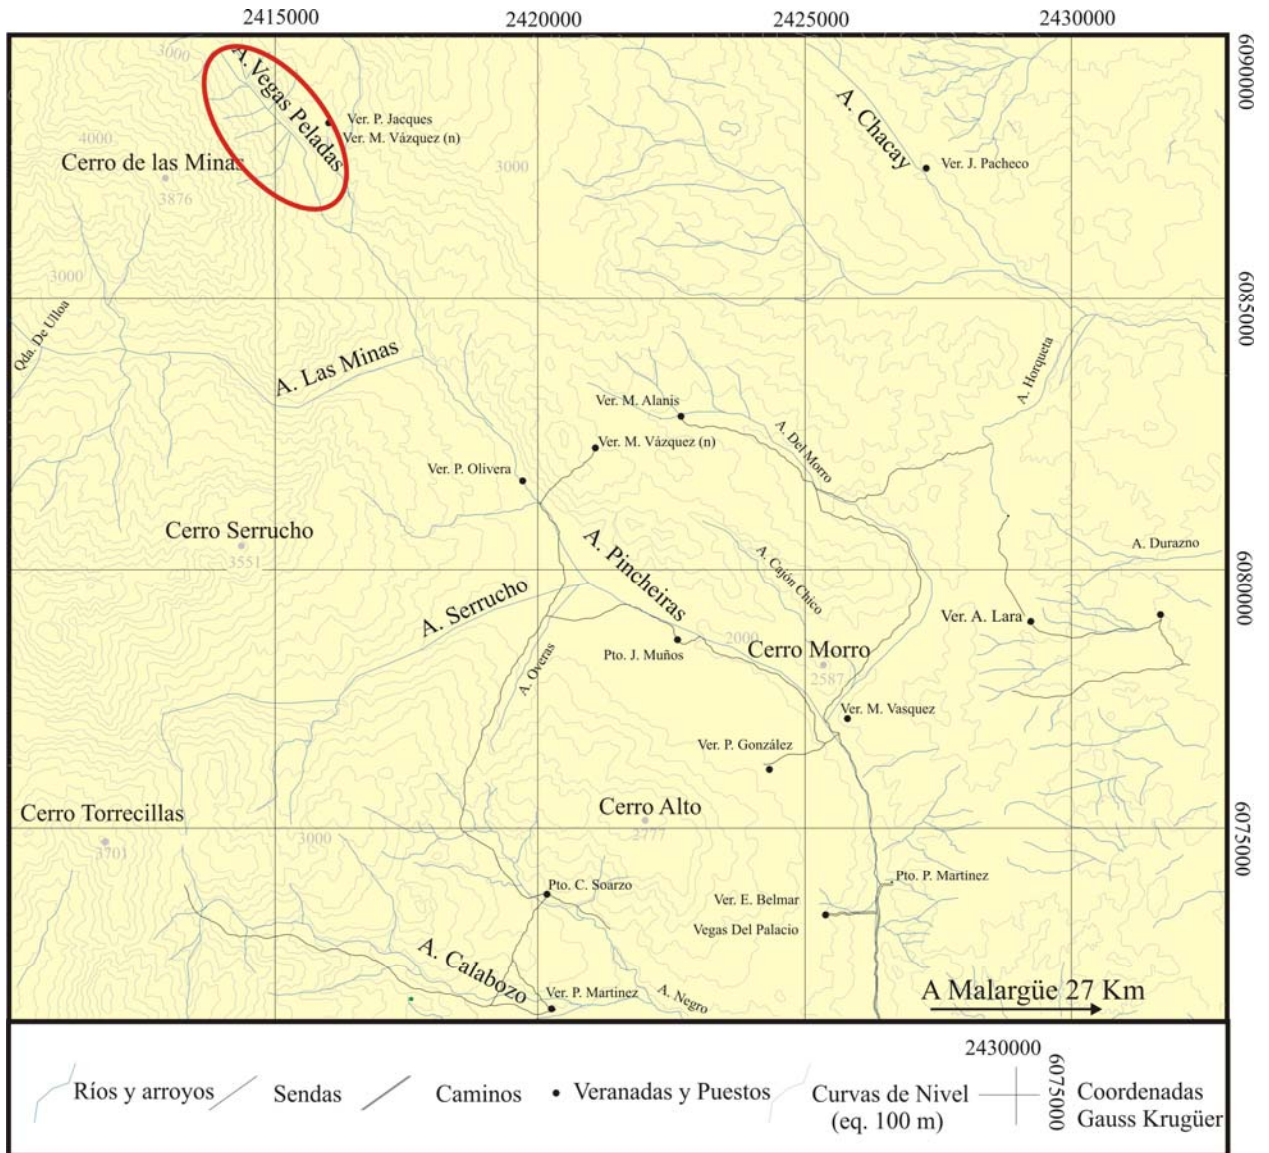 2415000
2420000
2425000
2430000
6090000
3000
A. Vegas Peladas
Ver. P. Jacques
Ver. M. Vázquez (n)
A. Chacay
4000
Cerro de las Minas
3876
3000
Ver. J. Pacheco
3000
6085000
Qda. De Ulloa
A. Las Minas
A. Horqueta
Ver. M. Alanis
A. Del Morro
Ver. M. Vázquez (n)
Ver. P. Olivera
Cerro Serrucho
3551
A. Pincheiras
A. Cajón Chico
A. Durazno
6080000
A. Serrucho
Ver. A. Lara
2000
Cerro Morro
2587
Pto. J. Muños
A. Overas
Ver. M. Vasquez
Ver. P. González
Cerro Torrecillas
3701
3000
Cerro Alto
2777
6075000
Pto. C. Soarzo
Pto. P. Martinez
Ver. E. Belmar
Vegas Del Palacio
A. Calabozo
Ver. P. Martinez
A. Negro
A Malargüe 27 Km
Ríos y arroyos
Sendas
Caminos
Veranadas y Puestos
Curvas de Nivel
(eq. 100 m)
2430000
6075000
Coordenadas
Gauss Krugüer